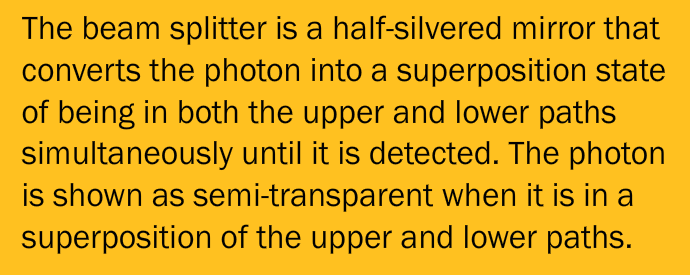 The beam splitter is a half-silvered mirror that
converts the photon into a superposition state
of being in both the upper and lower paths
simultaneously until it is detected. The photon
is shown as semi-transparent when it is in a
superposition of the upper and lower paths.